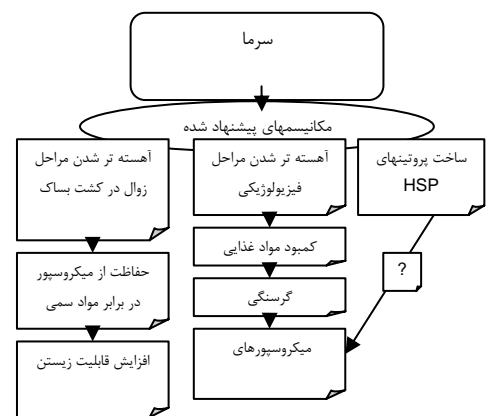 سرما
مکانیسمهای پیشنهاد شده
ساخت پروتینهای
HSP
آهسته تر شدن مراحل
فیزیولوژیکی
آهسته تر شدن مراحل
زوال در کشت بساک
?
کمبود مواد غذایی
گرسنگی
میکروسپورهای
حفاظت از میکروسپور
در برابر مواد سمی
افزایش قابلیت زیستن